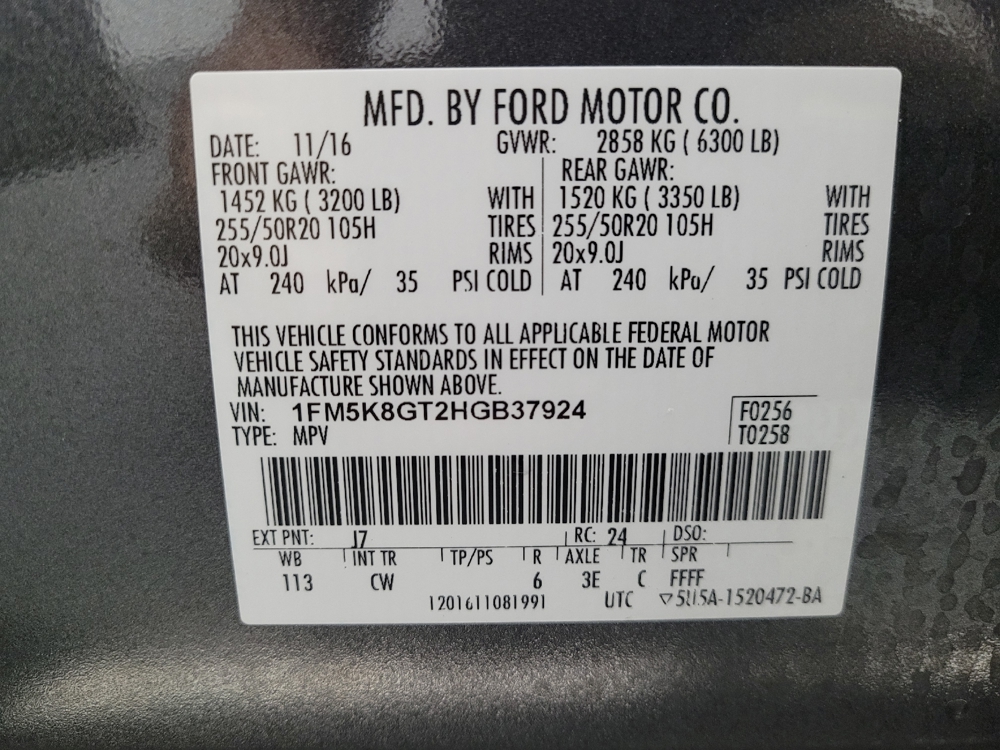 MFD. BY FORD MOTOR CO.
DATE: 11/16 GVWR: 2858 KG ( 6300 LB)
FRONT GAWR: REAR GAWR:
1452 KG ( 3200 LB) WITH 1520 KG ( 3350 LB) WITH
255/50R20 105H TIRES 255/50R20 105H TIRES
20x9.0J RIMS 20x9.0J RIMS
AT 240 kPa/ 35 PSI COLD AT 240 kPa/ 35 PSI COLD
THIS VEHICLE CONFORMS TO ALL APPLICABLE FEDERAL MOTOR
VEHICLE SAFETY STANDARDS IN EFFECT ON THE DATE OF
MANUFACTURE SHOWN ABOVE.
VIN: 1FM5K8GT2HGB37924 F0256
TYPE: MPV T0258
EXT PNT: J7 RC: 24 DSO:
WB INT TR TP/PS R AXLE TR SPR
113 CW 6 3E C FFFF
1201611081991 UTC ▽5U5A-1520472-BA